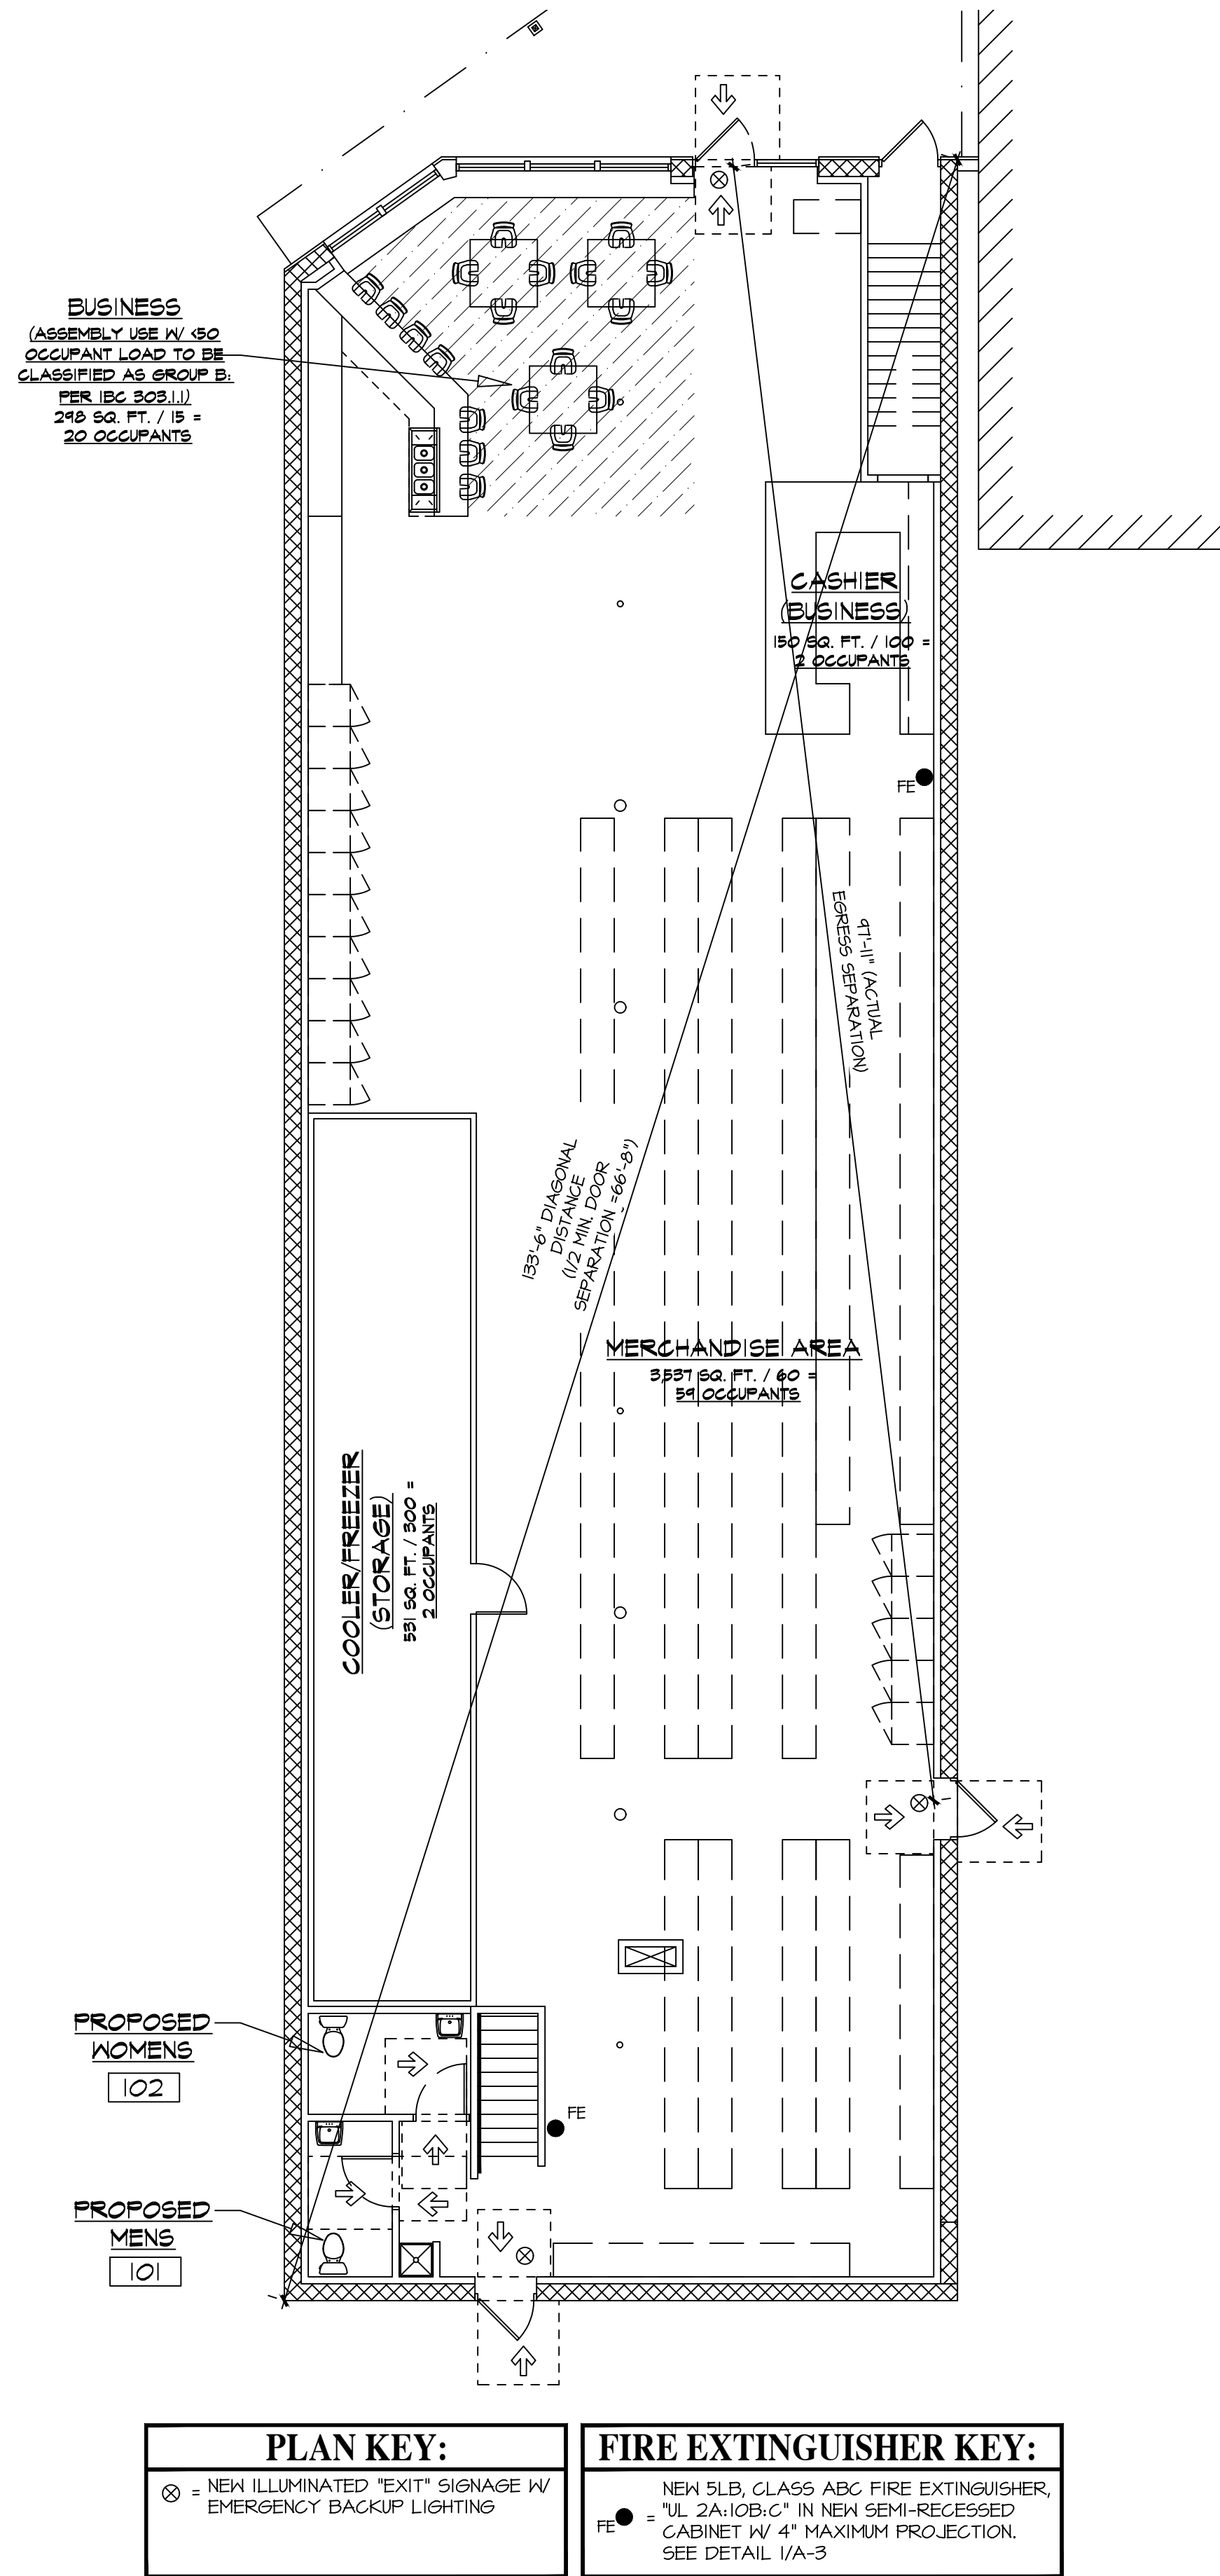 BUSINESS
(ASSEMBLY USE W/ <50
OCCUPANT LOAD TO BE
CLASSIFIED AS GROUP B:
PER IBC 303.1.1)
298 SQ. FT. / 15 =
20 OCCUPANTS
CASHIER
(BUSINESS)
150 SQ. FT. / 100 =
2 OCCUPANTS
FE
97'-11" (ACTUAL
EGRESS SEPARATION)
133'-6" DIAGONAL
DISTANCE
(1/2 MIN. DOOR
SEPARATION =66'-8")
MERCHANDISE AREA
3,537 SQ. FT. / 60 =
59 OCCUPANTS
COOLER/FREEZER
(STORAGE)
531 SQ. FT. / 300 =
2 OCCUPANTS
PROPOSED
WOMENS
102
FE
PROPOSED
MENS
101
PLAN KEY:
= NEW ILLUMINATED "EXIT" SIGNAGE W/
EMERGENCY BACKUP LIGHTING
FIRE EXTINGUISHER KEY:
NEW 5LB, CLASS ABC FIRE EXTINGUISHER,
FE = "UL 2A:10B:C" IN NEW SEMI-RECESSED
CABINET W/ 4" MAXIMUM PROJECTION.
SEE DETAIL 1/A-3